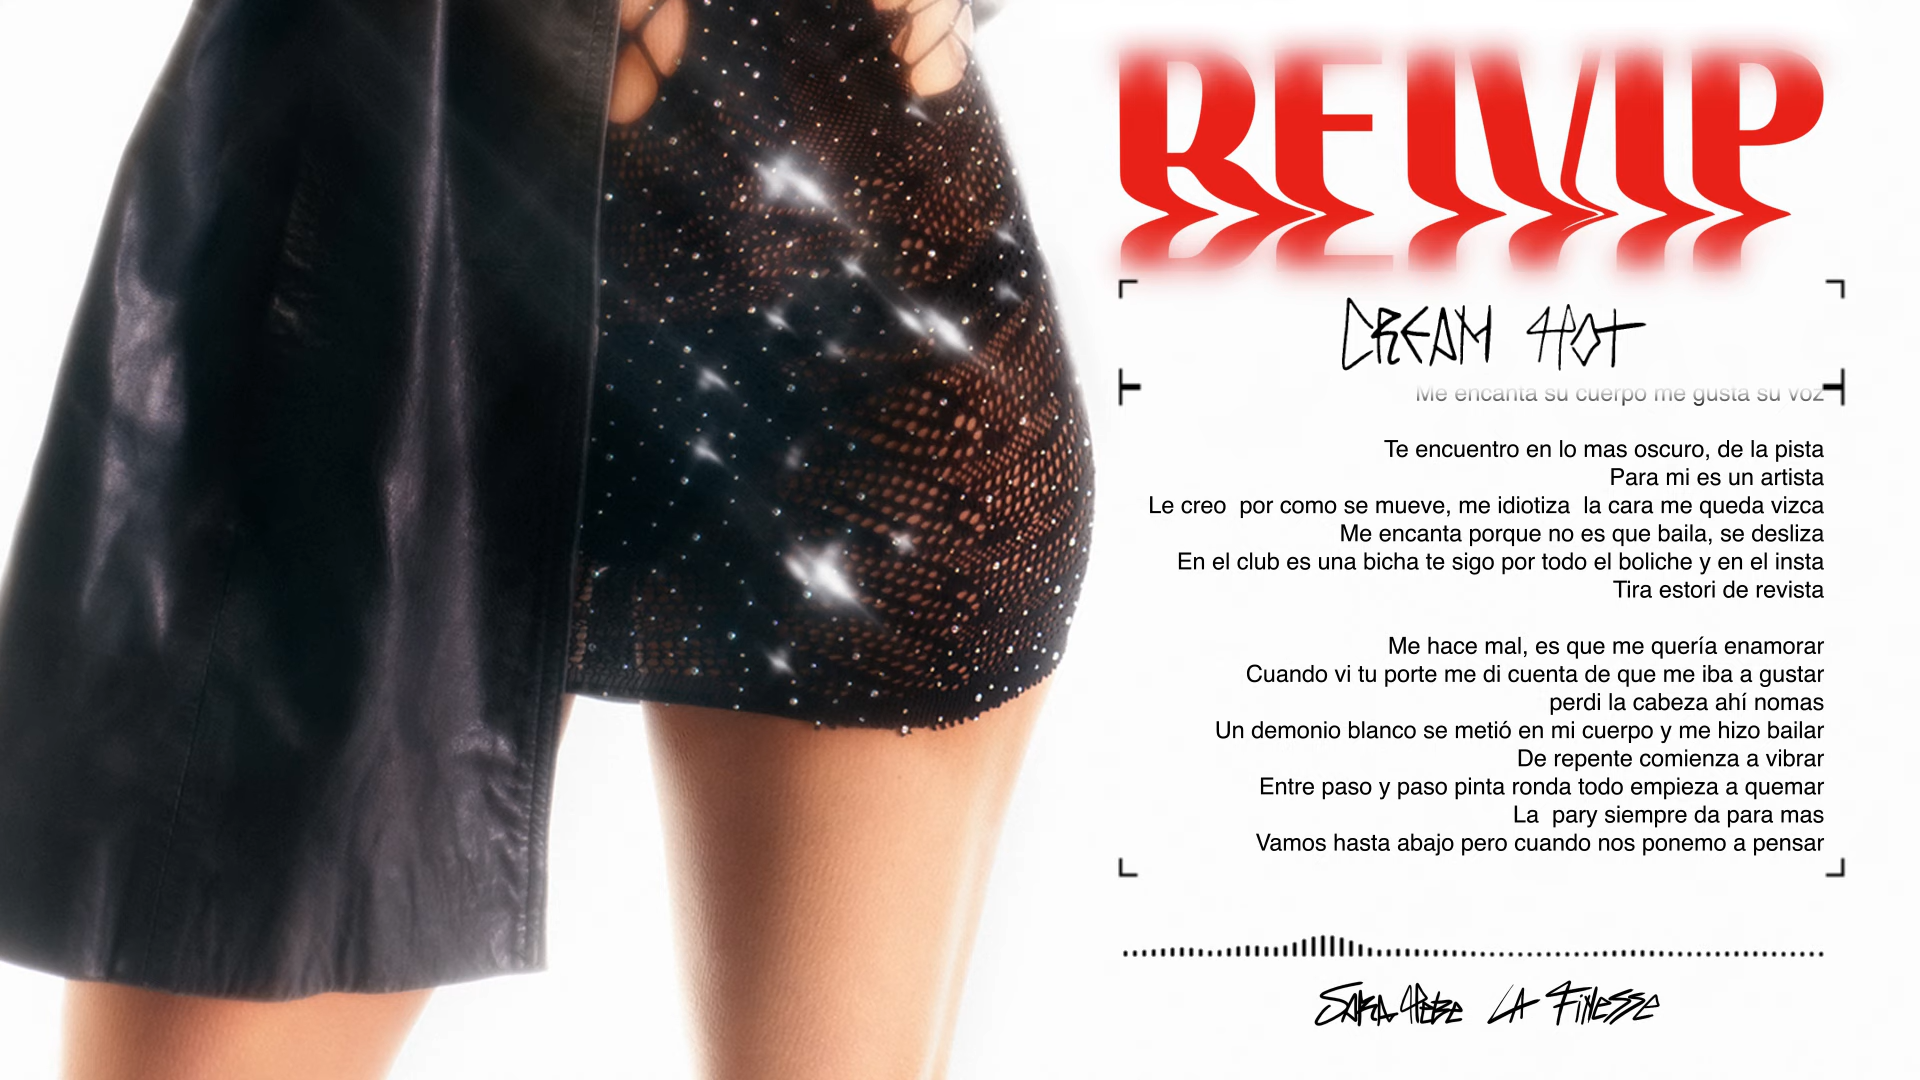 REIVIP
CREAM HOT
Me encanta su cuerpo me gusta su voz
Te encuentro en lo mas oscuro, de la pista
Para mi es un artista
Le creo  por como se mueve, me idiotiza  la cara me queda vizca
Me encanta porque no es que baila, se desliza
En el club es una bicha te sigo por todo el boliche y en el insta
Tira estori de revista
Me hace mal, es que me quería enamorar
Cuando vi tu porte me di cuenta de que me iba a gustar
perdi la cabeza ahí nomas
Un demonio blanco se metió en mi cuerpo y me hizo bailar
De repente comienza a vibrar
Entre paso y paso pinta ronda todo empieza a quemar
La  pary siempre da para mas
Vamos hasta abajo pero cuando nos ponemo a pensar
SARA HEBE LA FINESSE